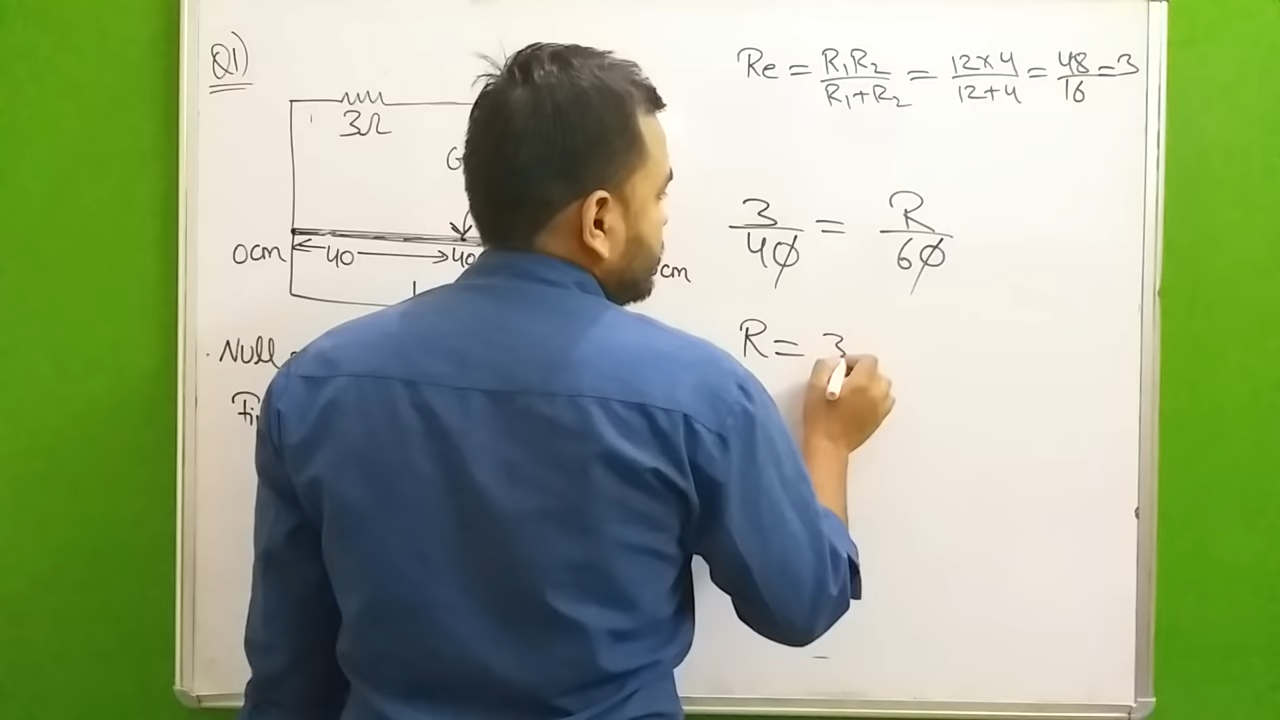 Q1)
3Ω
G
0cm
40
40
cm
Null
Re = R₁R₂/R₁+R₂ = 12×4/12+4 = 48/16 = 3
3/40 = R/60
R = 3